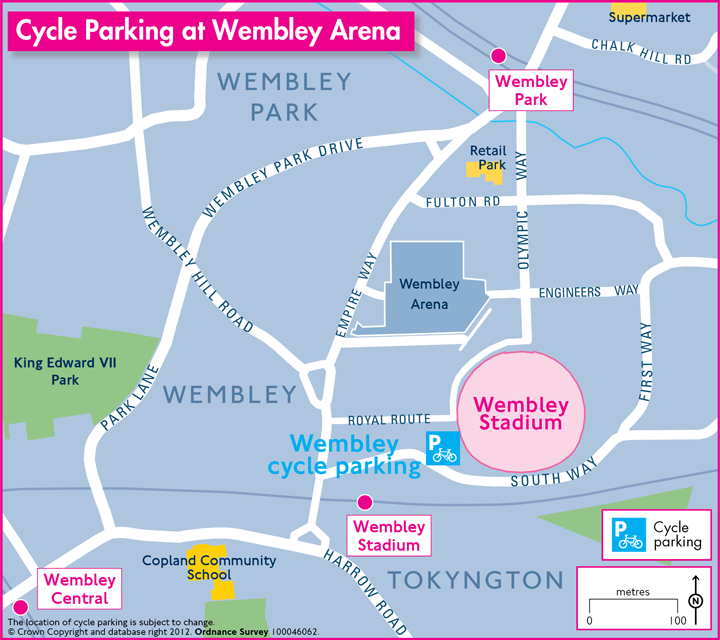 Cycle Parking at Wembley Arena
Supermarket
CHALK HILL RD
Wembley
Park
WEMBLEY
PARK
WEMBLEY PARK DRIVE
Retail
Park
OLYMPIC WAY
FULTON RD
WEMBLEY HILL ROAD
EMPIRE WAY
Wembley
Arena
ENGINEERS WAY
FIRST WAY
King Edward VII
Park
PARK LANE
WEMBLEY
Wembley
Stadium
ROYAL ROUTE
Wembley
cycle parking
P
SOUTH WAY
Wembley
Stadium
HARROW ROAD
Copland Community
School
TOKYNGTON
Wembley
Central
P
Cycle
parking
metres
0 100
N
The location of cycle parking is subject to change.
© Crown Copyright and database right 2012. Ordnance Survey 100046062.